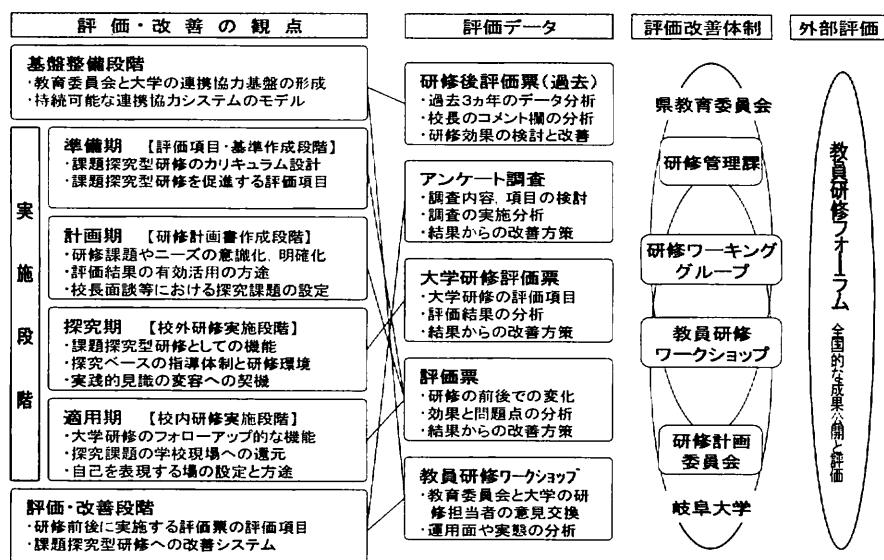 評価・改善の観点
基盤整備段階
・教育委員会と大学の連携協力基盤の形成
・持続可能な連携協力システムのモデル
実施段階
準備期 【評価項目・基準作成段階】
・課題探究型研修のカリキュラム設計
・課題探究型研修を促進する評価項目
計画期 【研修計画書作成段階】
・研修課題やニーズの意識化、明確化
・評価結果の有効活用の方途
・校長面談等における探究課題の設定
探究期 【校外研修実施段階】
・課題探究型研修としての機能
・探究ベースの指導体制と研修環境
・実践的見識の変容への契機
適用期 【校内研修実施段階】
・大学研修のフォローアップ的な機能
・探究課題の学校現場への還元
・自己を表現する場の設定と方途
評価・改善段階
・研修前後に実施する評価票の評価項目
・課題探究型研修への改善システム
評価データ
研修後評価票(過去)
・過去3ヵ年のデータ分析
・校長のコメント欄の分析
・研修効果の検討と改善
アンケート調査
・調査内容、項目の検討
・調査の実施分析
・結果からの改善方策
大学研修評価票
・大学研修の評価項目
・評価結果の分析
・結果からの改善方策
評価票
・研修の前後での変化
・効果と問題点の分析
・結果からの改善方策
教員研修ワークショップ
・教育委員会と大学の研
修担当者の意見交換
・運用面や実態の分析
評価改善体制
県教育委員会
研修管理課
研修ワーキング
グループ
教員研修
ワークショップ
研修計画
委員会
岐阜大学
外部評価
教員研修フォーラム
全国的な成果公開と評価